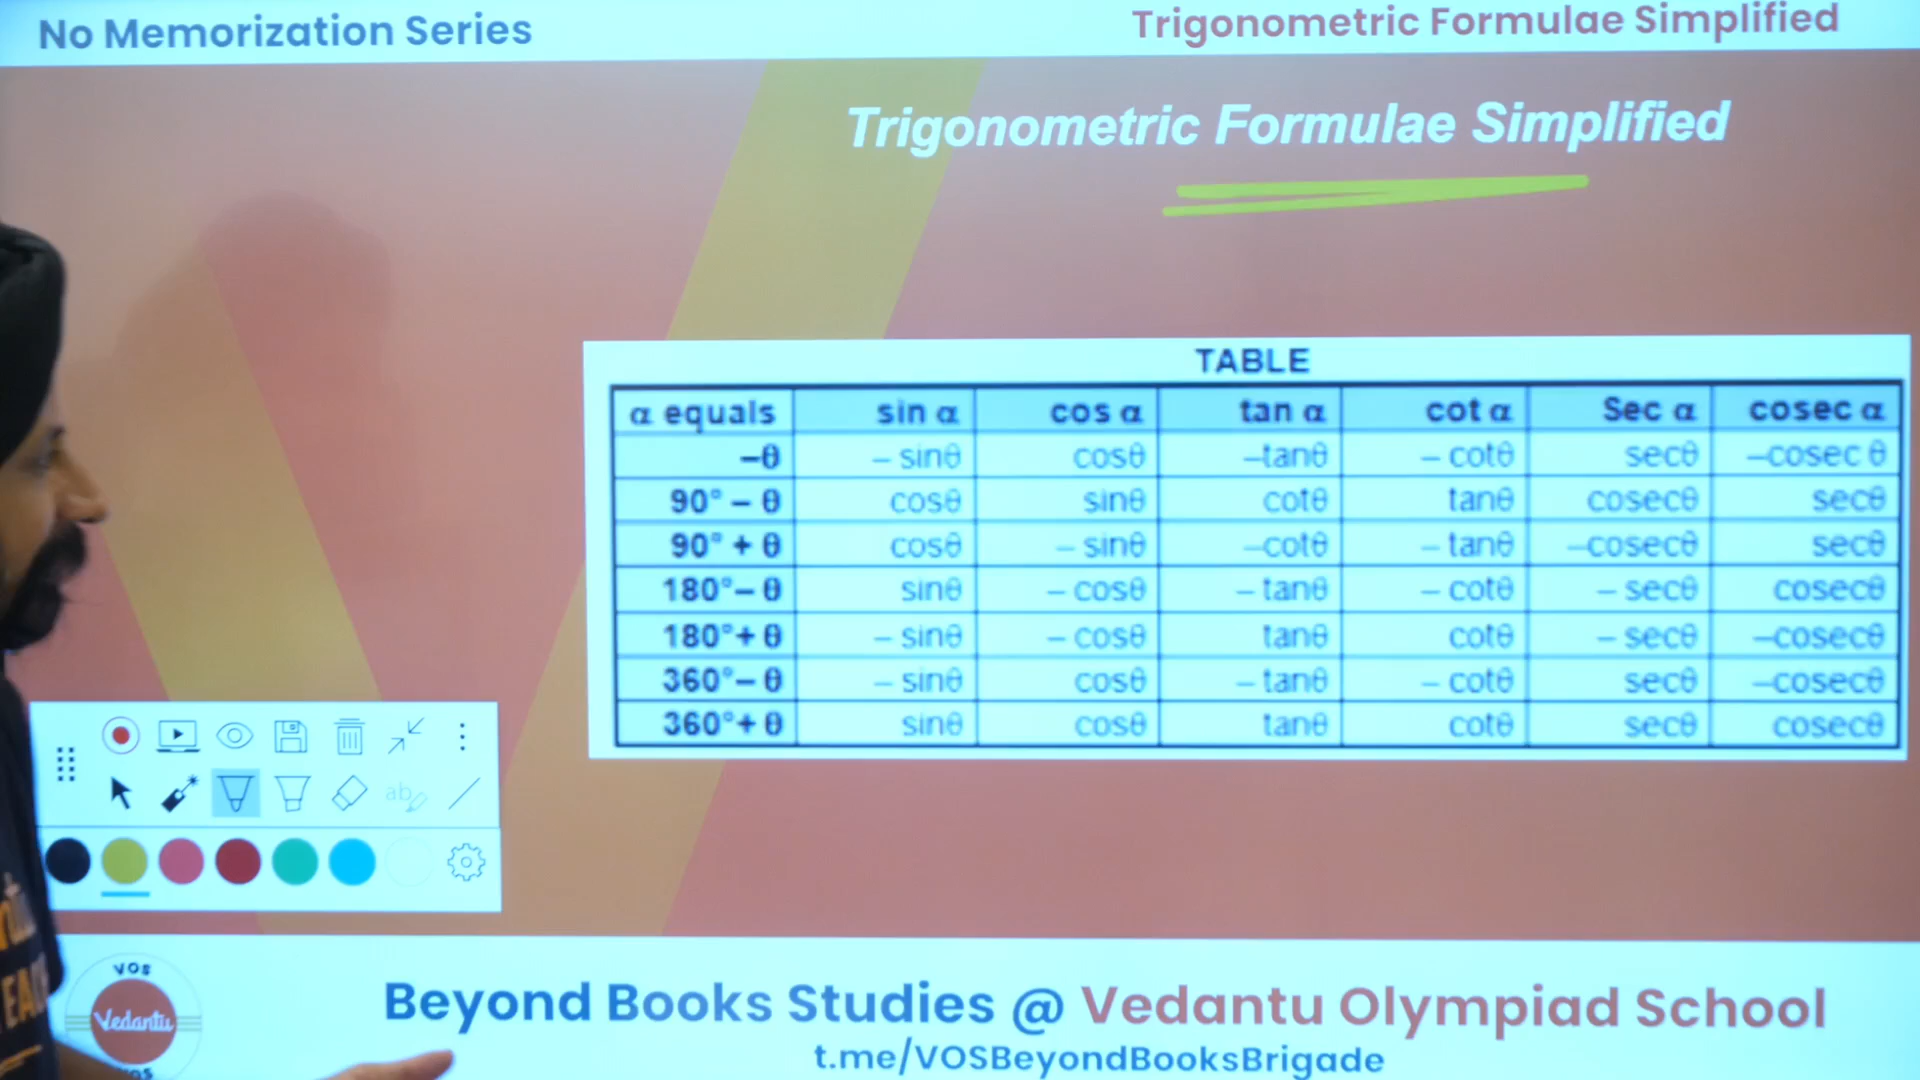 No Memorization Series
Trigonometric Formulae Simplified
Trigonometric Formulae Simplified
TABLE
α equals sin α cos α tan α cot α Sec α cosec α
–θ – sinθ cosθ –tanθ – cotθ secθ –cosec θ
90° – θ cosθ sinθ cotθ tanθ cosecθ secθ
90° + θ cosθ – sinθ –cotθ – tanθ –cosecθ secθ
180°– θ sinθ – cosθ – tanθ – cotθ – secθ cosecθ
180°+ θ – sinθ – cosθ tanθ cotθ – secθ –cosecθ
360°– θ – sinθ cosθ – tanθ – cotθ secθ –cosecθ
360°+ θ sinθ cosθ tanθ cotθ secθ cosecθ
ab
VOS
Vedantu
VOS
Beyond Books Studies @ Vedantu Olympiad School
t.me/VOSBeyondBooksBrigade